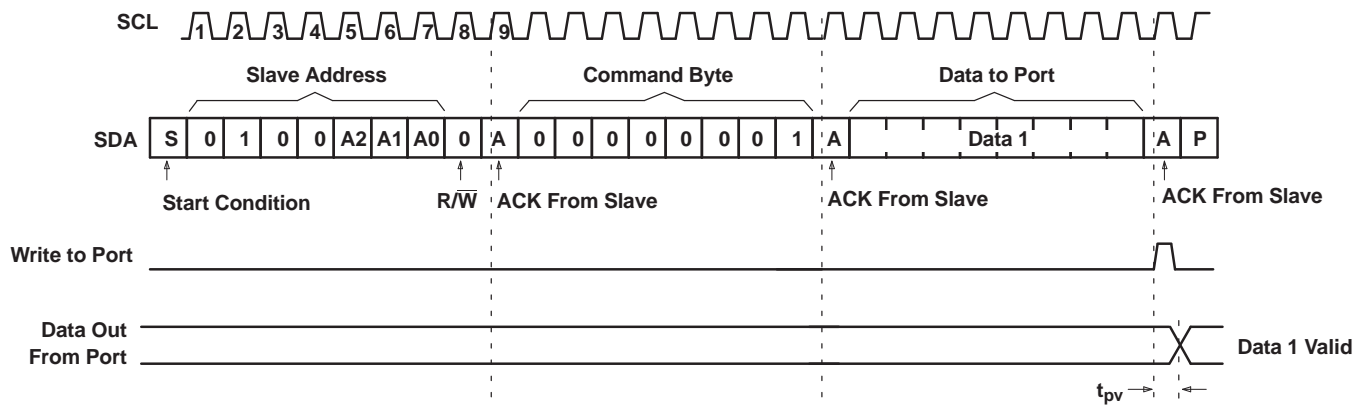 SCL 1 2 3 4 5 6 7 8 9
Slave Address Command Byte Data to Port
SDA S 0 1 0 0 A2 A1 A0 0 A 0 0 0 0 0 0 0 1 A Data 1 A P
Start Condition R/W̅ ACK From Slave ACK From Slave ACK From Slave
Write to Port
Data Out
From Port
Data 1 Valid
tpv